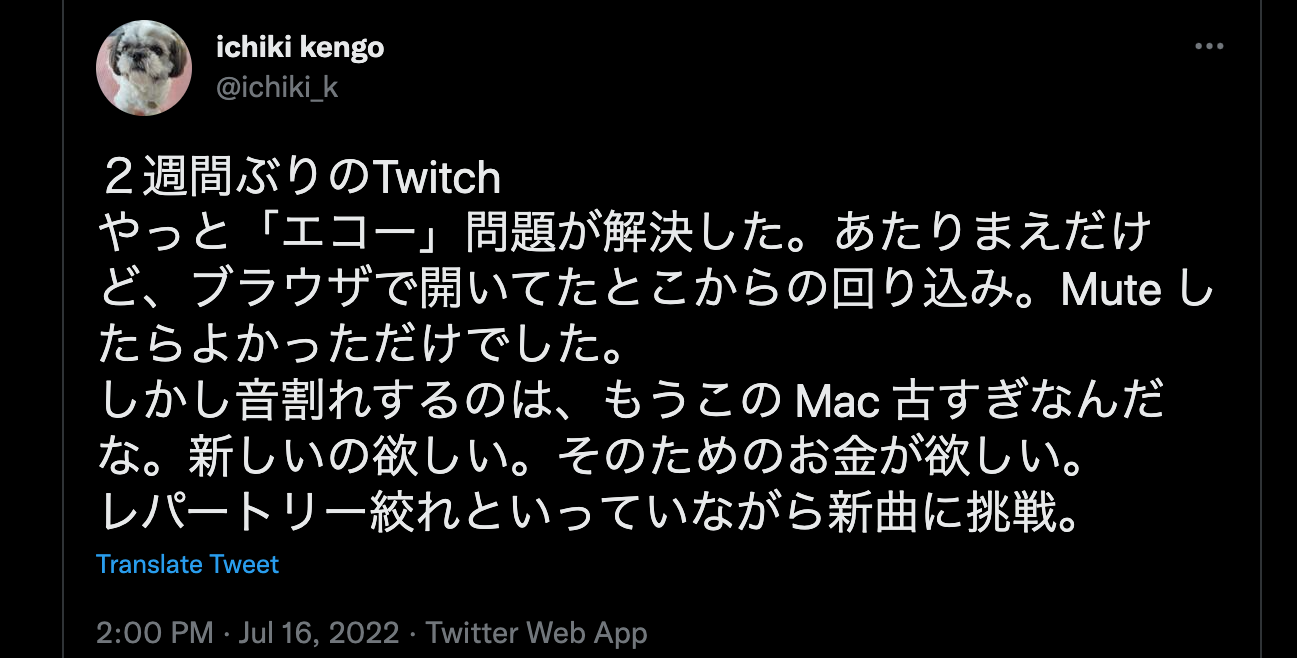 ichiki kengo
@ichiki_k
２週間ぶりのTwitch
やっと「エコー」問題が解決した。あたりまえだけ
ど、ブラウザで開いてたとこからの回り込み。Mute し
たらよかっただけでした。
しかし音割れするのは、もうこの Mac 古すぎなんだ
な。新しいの欲しい。そのためのお金が欲しい。
レパートリー絞れといっていながら新曲に挑戦。
Translate Tweet
2:00 PM · Jul 16, 2022 · Twitter Web App